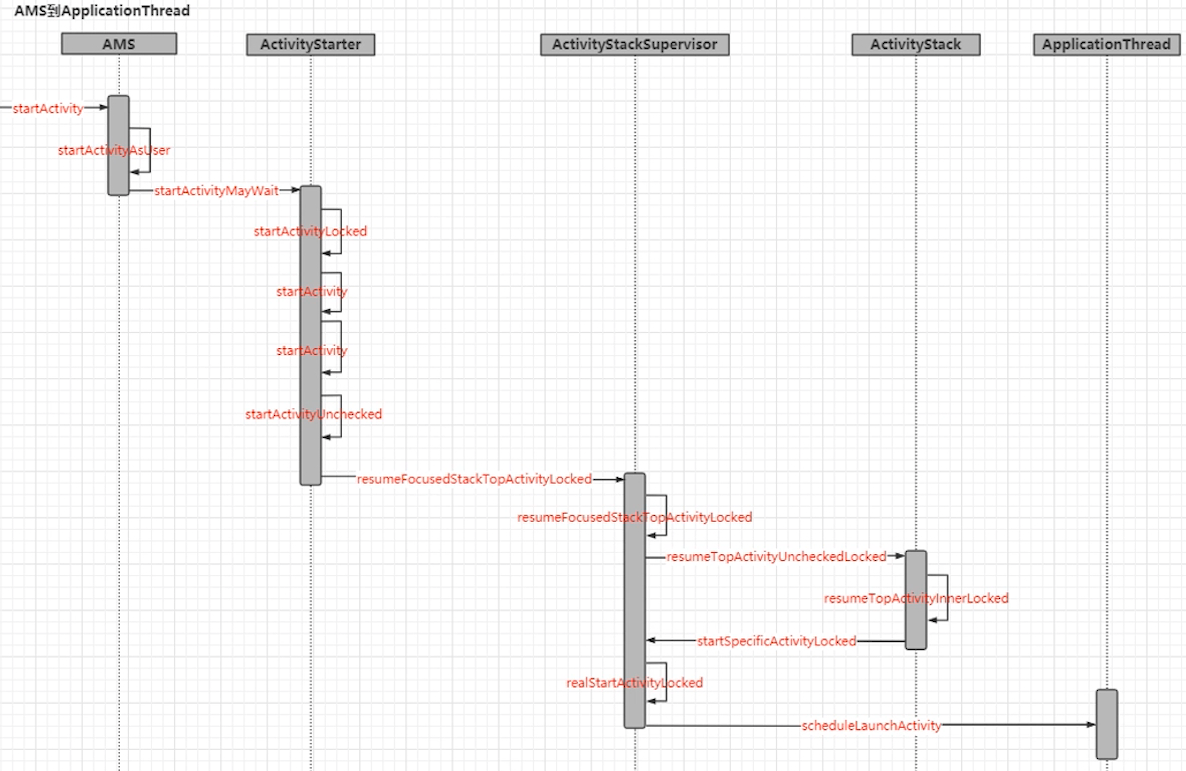 AMS到ApplicationThread
AMS
ActivityStarter
ActivityStackSupervisor
ActivityStack
ApplicationThread
startActivity
startActivityAsUser
startActivityMayWait
startActivityLocked
startActivity
startActivity
startActivityUnchecked
resumeFocusedStackTopActivityLocked
resumeFocusedStackTopActivityLocked
resumeTopActivityUncheckedLocked
resumeTopActivityInnerLocked
startSpecificActivityLocked
realStartActivityLocked
scheduleLaunchActivity